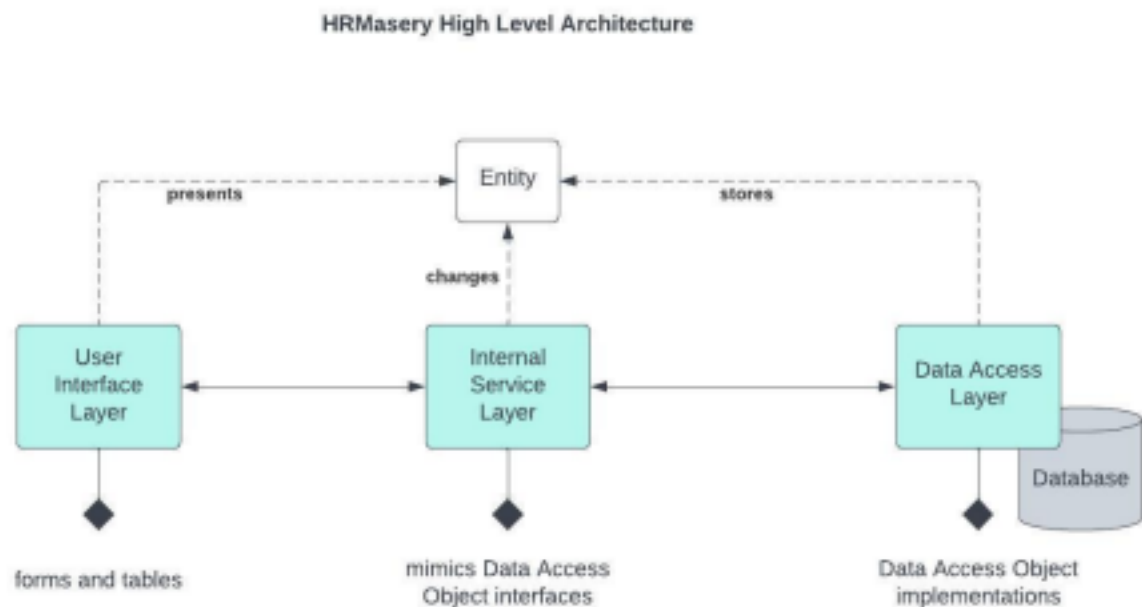 HRMasery High Level Architecture
Entity
presents
stores
changes
User
Interface
Layer
Internal
Service
Layer
Data Access
Layer
Database
forms and tables
mimics Data Access
Object interfaces
Data Access Object
implementations